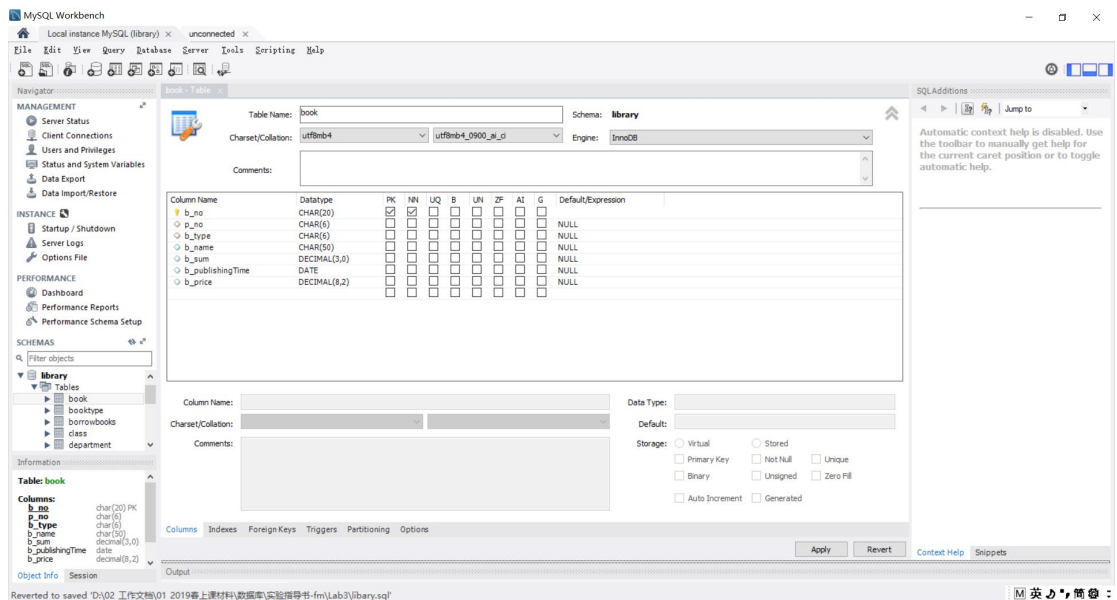 MySQL Workbench
Local instance MySQL (library) × unconnected ×
File Edit View Query Database Server Tools Scripting Help
Navigator
book - Table ×
SQLAdditions
MANAGEMENT
Server Status
Client Connections
Users and Privileges
Status and System Variables
Data Export
Data Import/Restore
INSTANCE
Startup / Shutdown
Server Logs
Options File
PERFORMANCE
Dashboard
Performance Reports
Performance Schema Setup
SCHEMAS
Filter objects
library
Tables
book
booktype
borrowbooks
class
department
Information
Table: book
Columns:
b_no char(20) PK
p_no char(6)
b_type char(6)
b_name char(50)
b_sum decimal(3,0)
b_publishingTime date
b_price decimal(8,2)
Object Info Session
Table Name: book Schema: library
Charset/Collation: utf8mb4 utf8mb4_0900_ai_ci Engine: InnoDB
Comments:
Column Name Datatype PK NN UQ B UN ZF AI G Default/Expression
b_no CHAR(20)
p_no CHAR(6) NULL
b_type CHAR(6) NULL
b_name CHAR(50) NULL
b_sum DECIMAL(3,0) NULL
b_publishingTime DATE NULL
b_price DECIMAL(8,2) NULL
Column Name: Data Type:
Charset/Collation: Default:
Comments: Storage: Virtual Stored
Primary Key Not Null Unique
Binary Unsigned Zero Fill
Auto Increment Generated
Columns Indexes Foreign Keys Triggers Partitioning Options
Apply Revert
Output
Jump to
Automatic context help is disabled. Use
the toolbar to manually get help for
the current caret position or to toggle
automatic help.
Context Help Snippets
Reverted to saved 'D:\02_工作文档\01_2019春上课材料\数据库\实验指导书-fm\Lab3\libary.sql'
M 英 简